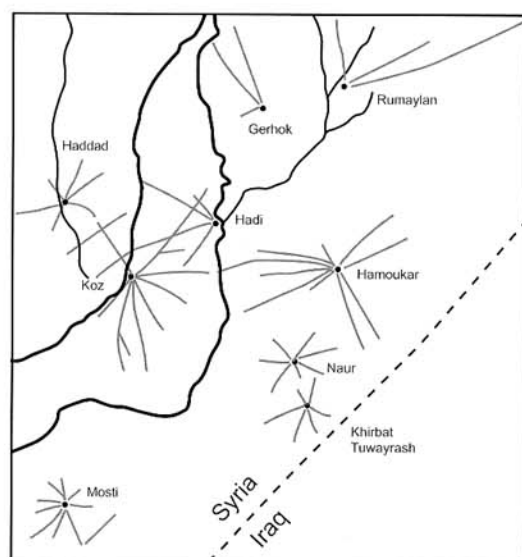 Rumaylan
Gerhok
Haddad
Hadi
Koz
Hamoukar
Naur
Khirbat
Tuwayrash
Mosti
Syria
Iraq